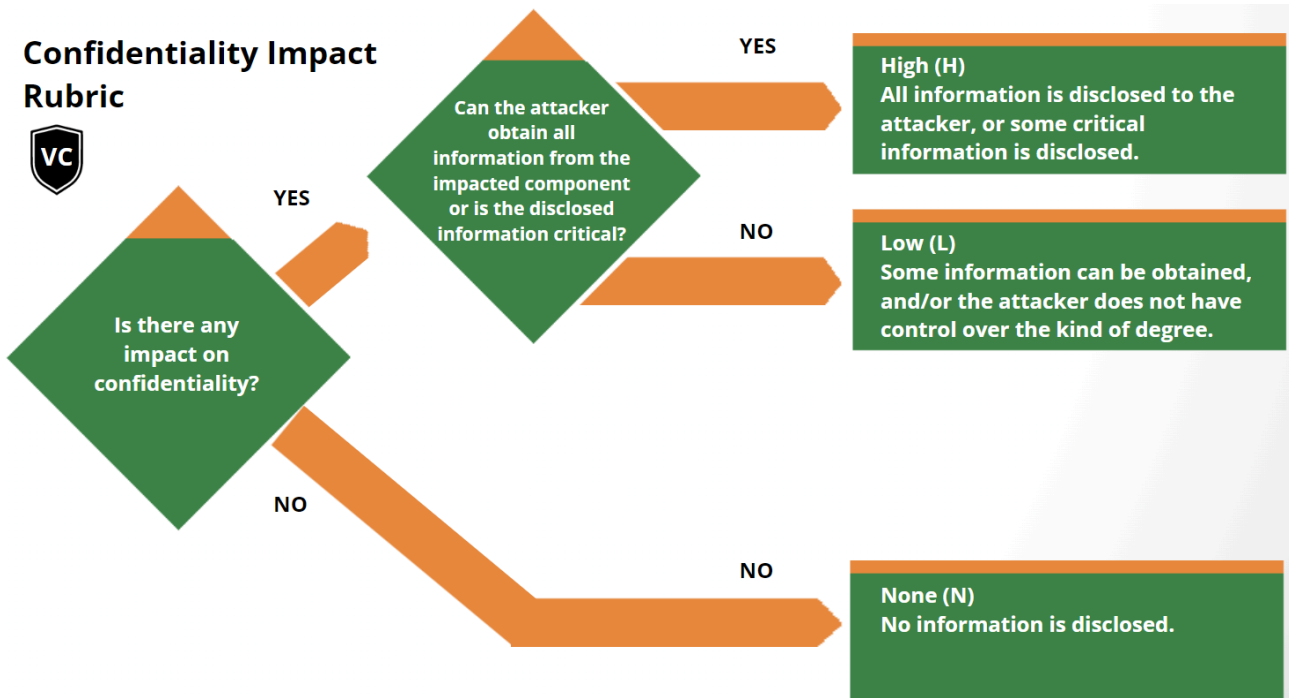 Confidentiality Impact
Rubric
VC
Is there any
impact on
confidentiality?
YES
NO
Can the attacker
obtain all
information from the
impacted component
or is the disclosed
information critical?
YES
High (H)
All information is disclosed to the
attacker, or some critical
information is disclosed.
NO
Low (L)
Some information can be obtained,
and/or the attacker does not have
control over the kind of degree.
NO
None (N)
No information is disclosed.